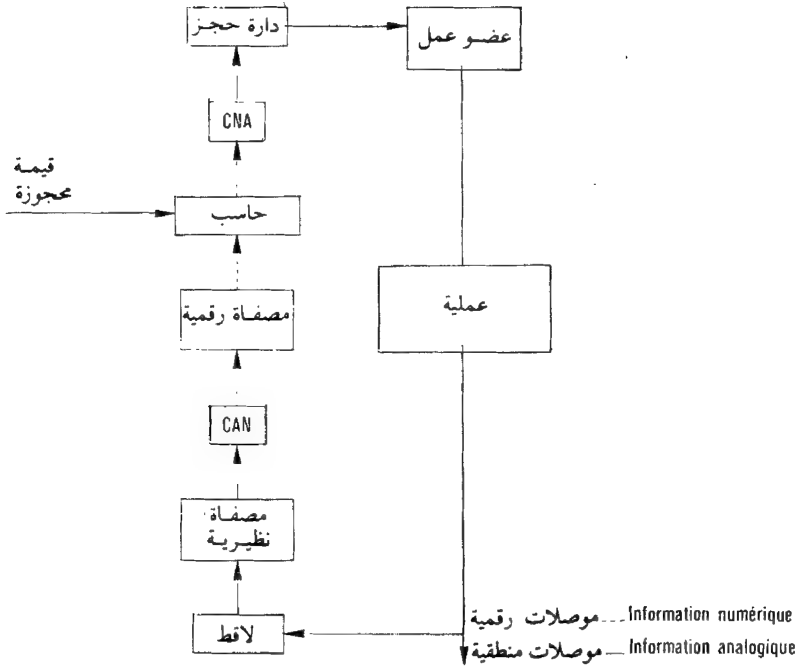 دارة حجز
عضو عمل
CNA
قيمة
محجوزة
حاسب
مصفاة رقمية
عملية
CAN
مصفاة
نظيرية
لاقط
موصلات رقمية --- Information numérique
موصلات منطقية — Information analogique